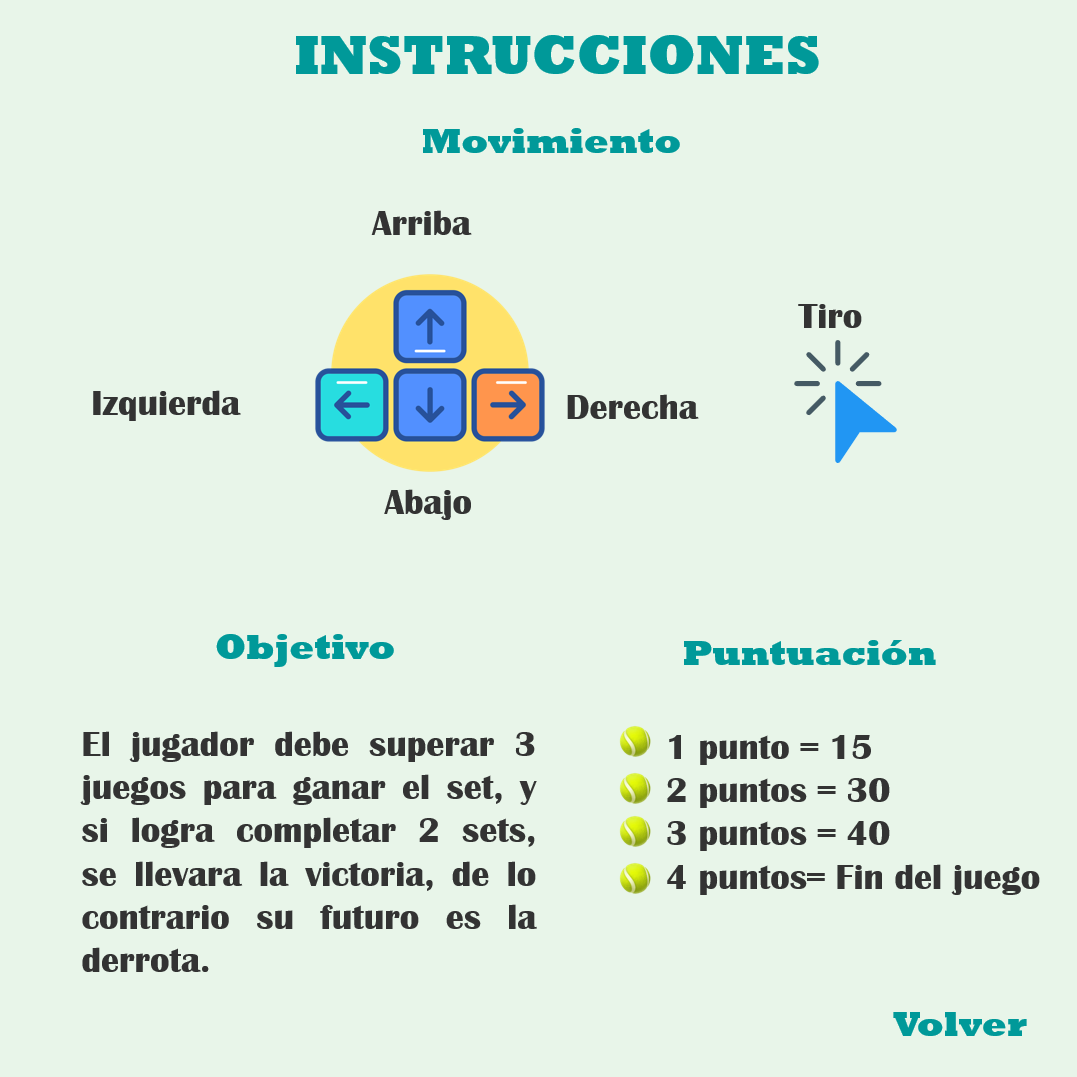 INSTRUCCIONES
Movimiento
Arriba
Tiro
Izquierda
Derecha
Abajo
Objetivo
El jugador debe superar 3
juegos para ganar el set, y
si logra completar 2 sets,
se llevara la victoria, de lo
contrario su futuro es la
derrota.
Puntuación
1 punto = 15
2 puntos = 30
3 puntos = 40
4 puntos= Fin del juego
Volver